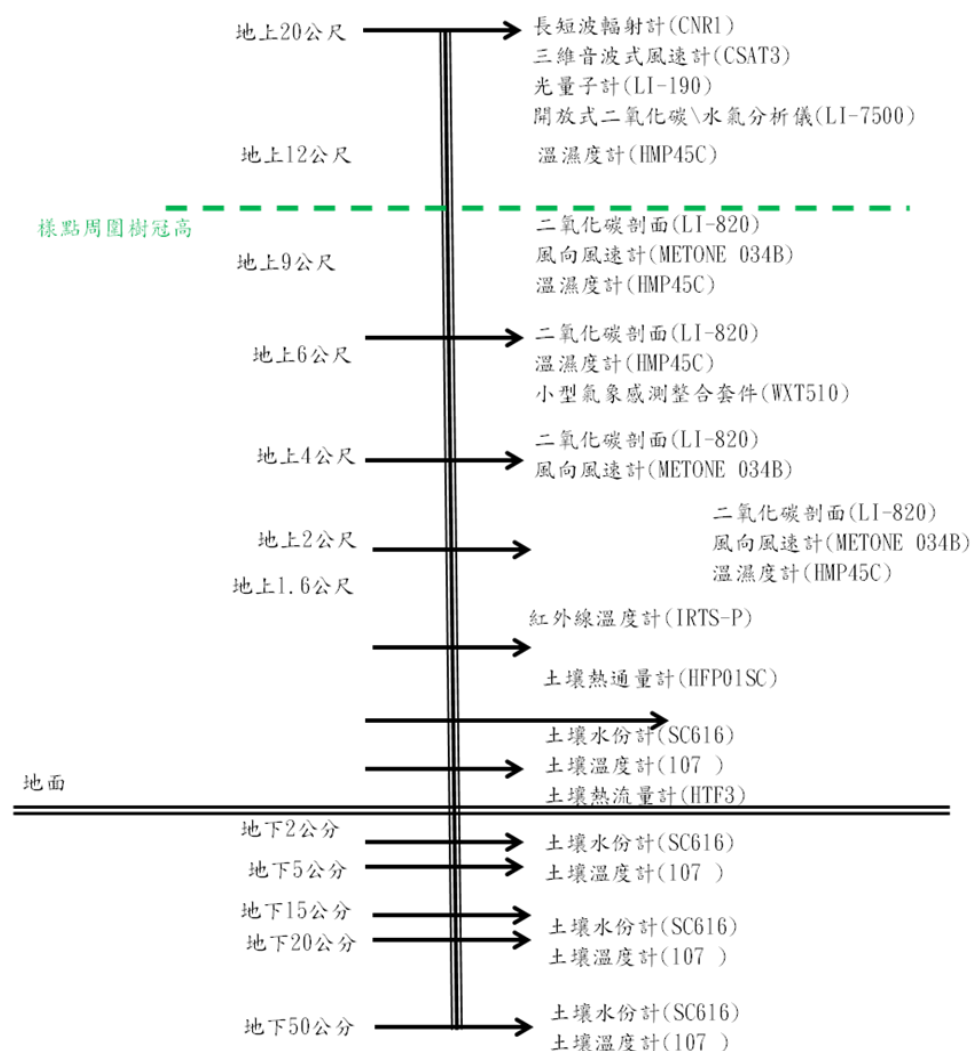 地上20公尺
長短波輻射計(CNR1)
三維音波式風速計(CSAT3)
光量子計(LI-190)
開放式二氧化碳\水氣分析儀(LI-7500)
地上12公尺
溫濕度計(HMP45C)
樣點周圍樹冠高
二氧化碳剖面(LI-820)
地上9公尺
風向風速計(METONE 034B)
溫濕度計(HMP45C)
二氧化碳剖面(LI-820)
地上6公尺
溫濕度計(HMP45C)
小型氣象感測整合套件(WXT510)
二氧化碳剖面(LI-820)
地上4公尺
風向風速計(METONE 034B)
二氧化碳剖面(LI-820)
地上2公尺
風向風速計(METONE 034B)
溫濕度計(HMP45C)
地上1.6公尺
紅外線溫度計(IRTS-P)
土壤熱通量計(HFP01SC)
土壤水份計(SC616)
土壤溫度計(107 )
地面
土壤熱流量計(HTF3)
地下2公分
土壤水份計(SC616)
地下5公分
土壤溫度計(107 )
地下15公分
土壤水份計(SC616)
地下20公分
土壤溫度計(107 )
地下50公分
土壤水份計(SC616)
土壤溫度計(107 )